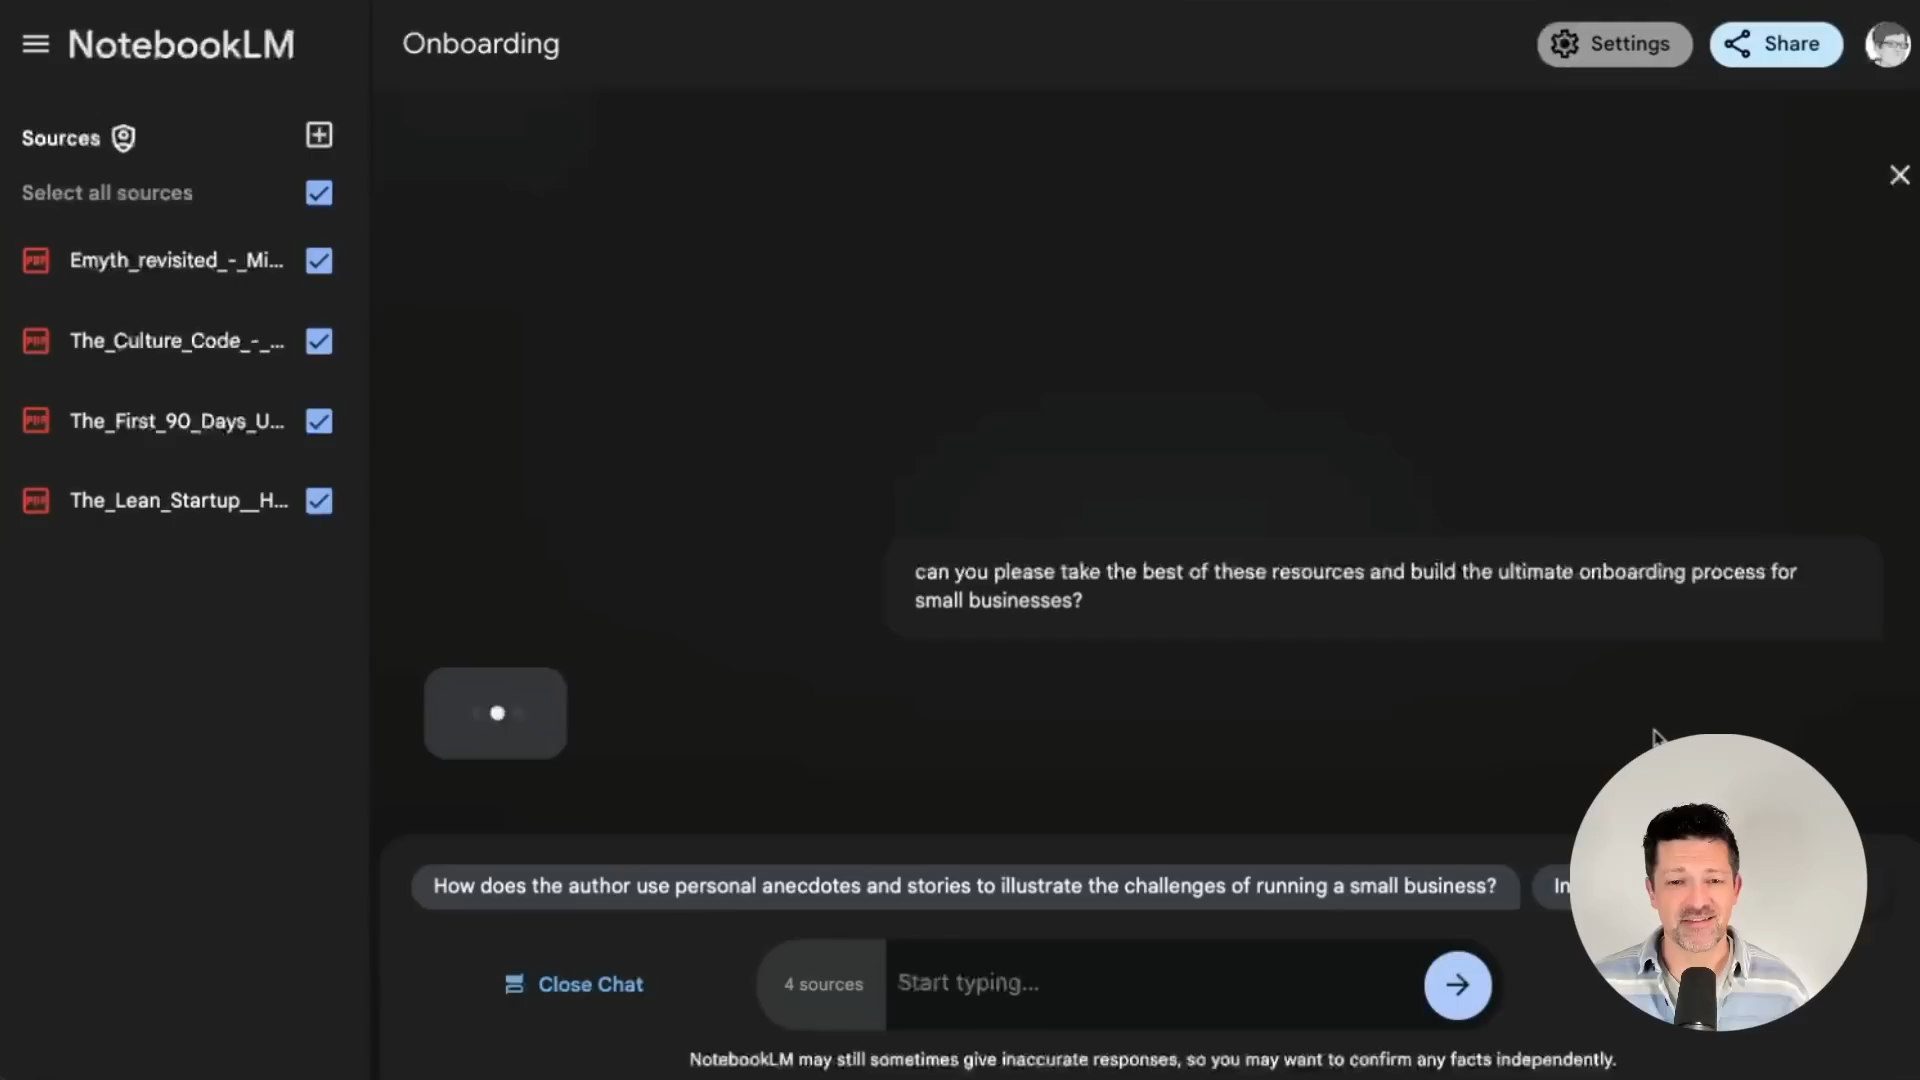 NotebookLM
Onboarding
Settings
Share
Sources
Select all sources
Emyth_revisited_-_Mi...
The_Culture_Code_-_...
The_First_90_Days_U...
The_Lean_Startup__H...
can you please take the best of these resources and build the ultimate onboarding process for
small businesses?
How does the author use personal anecdotes and stories to illustrate the challenges of running a small business?
In
Close Chat
4 sources
Start typing...
NotebookLM may still sometimes give inaccurate responses, so you may want to confirm any facts independently.